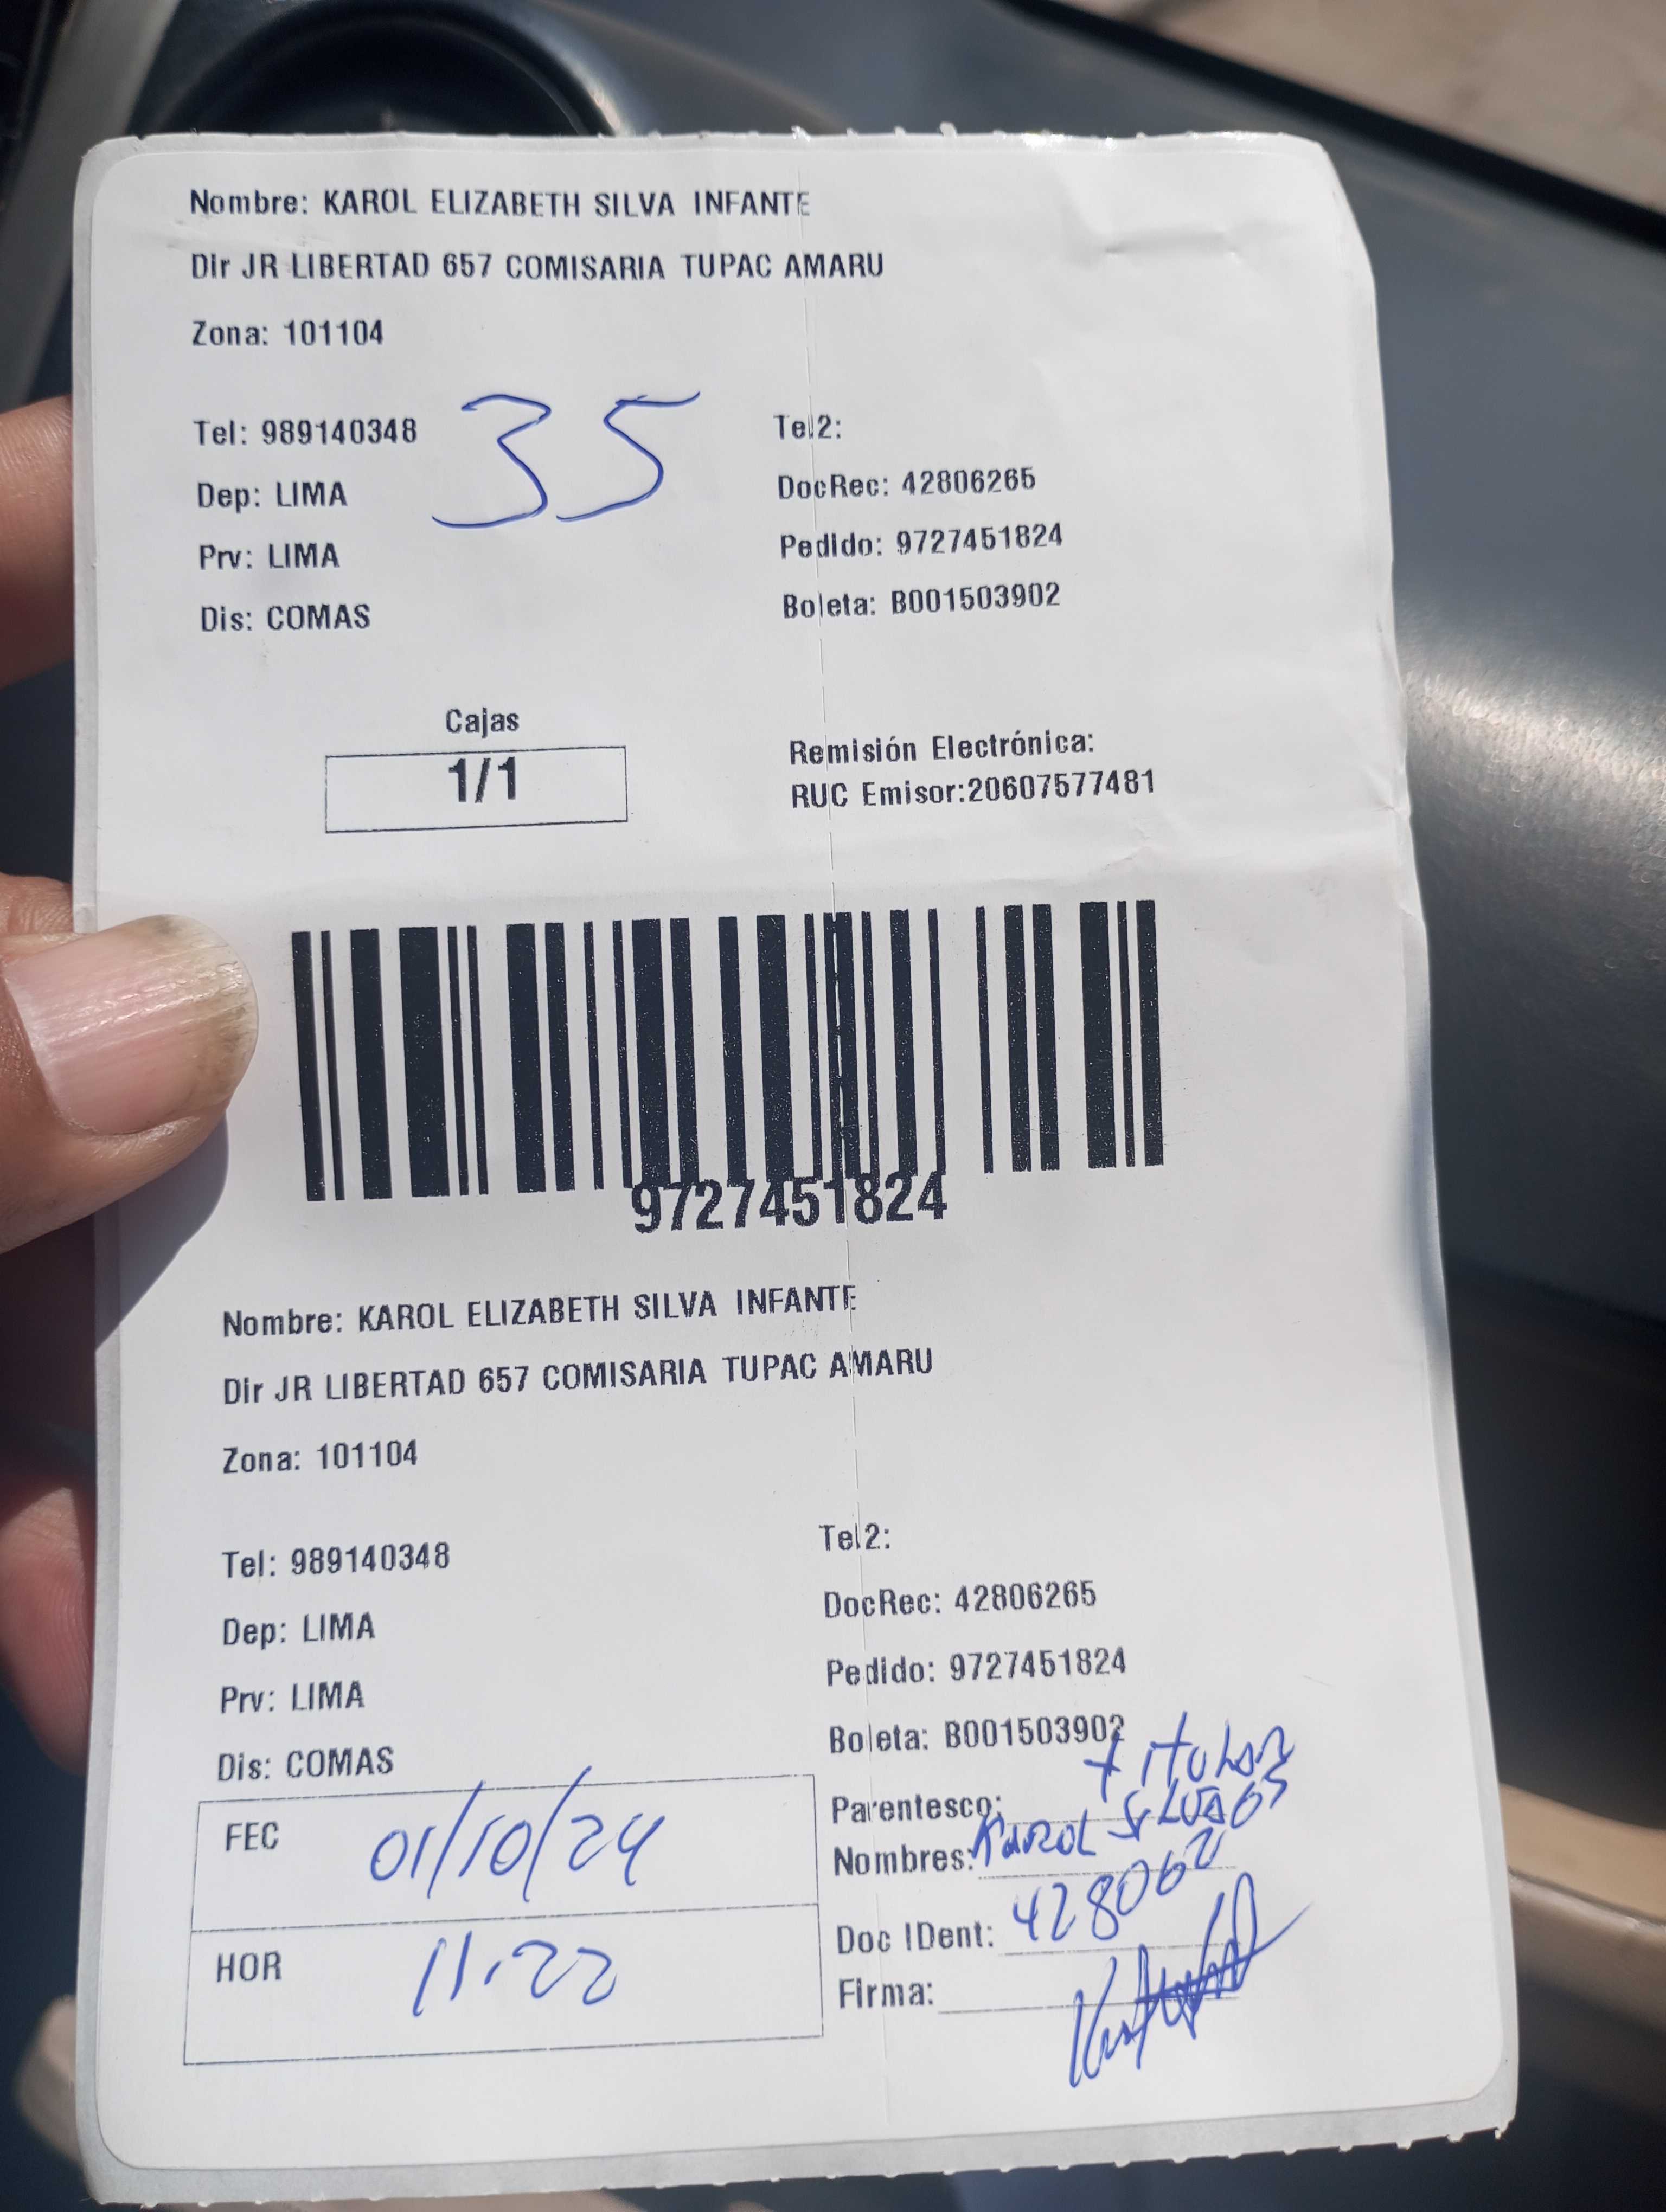 Nombre: KAROL ELIZABETH SILVA INFANTE
Dir JR LIBERTAD 657 COMISARIA TUPAC AMARU
Zona: 101104
35
Tel: 989140348
Tel2:
Dep: LIMA
DocRec: 42806265
Prv: LIMA
Pedido: 9727451824
Dis: COMAS
Boleta: B001503902
Cajas
1/1
Remisión Electrónica:
RUC Emisor:20607577481
9727451824
Nombre: KAROL ELIZABETH SILVA INFANTE
Dir JR LIBERTAD 657 COMISARIA TUPAC AMARU
Zona: 101104
Tel: 989140348
Tel2:
Dep: LIMA
DocRec: 42806265
Prv: LIMA
Pedido: 9727451824
Dis: COMAS
Boleta: B001503902
FEC 01/10/24
Parentesco: titular
Nombres: KAROL SILVA
HOR 11.22
Doc IDent: 42806265
Firma: